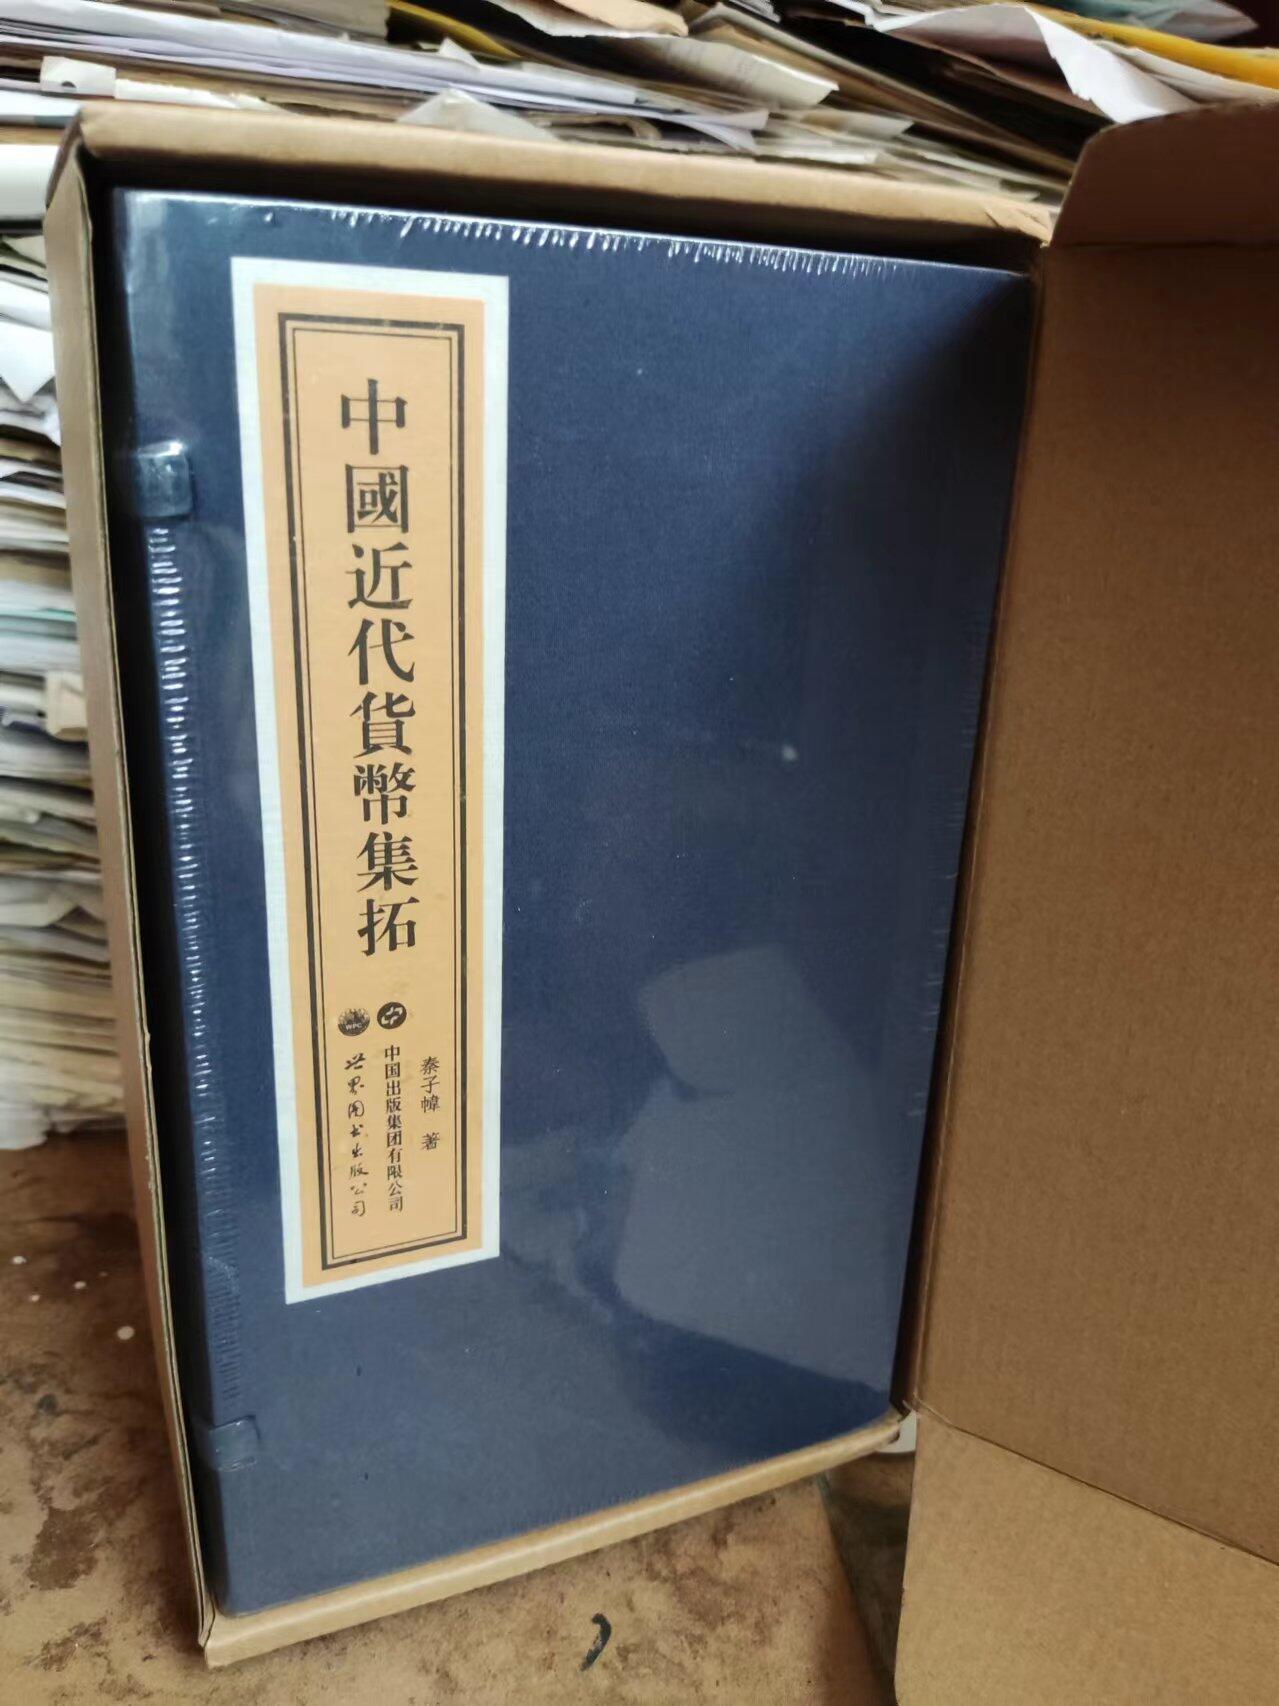 中國近代貨幣集拓
秦子幃 著
中国出版集团有限公司
WPC
世界图书出版公司